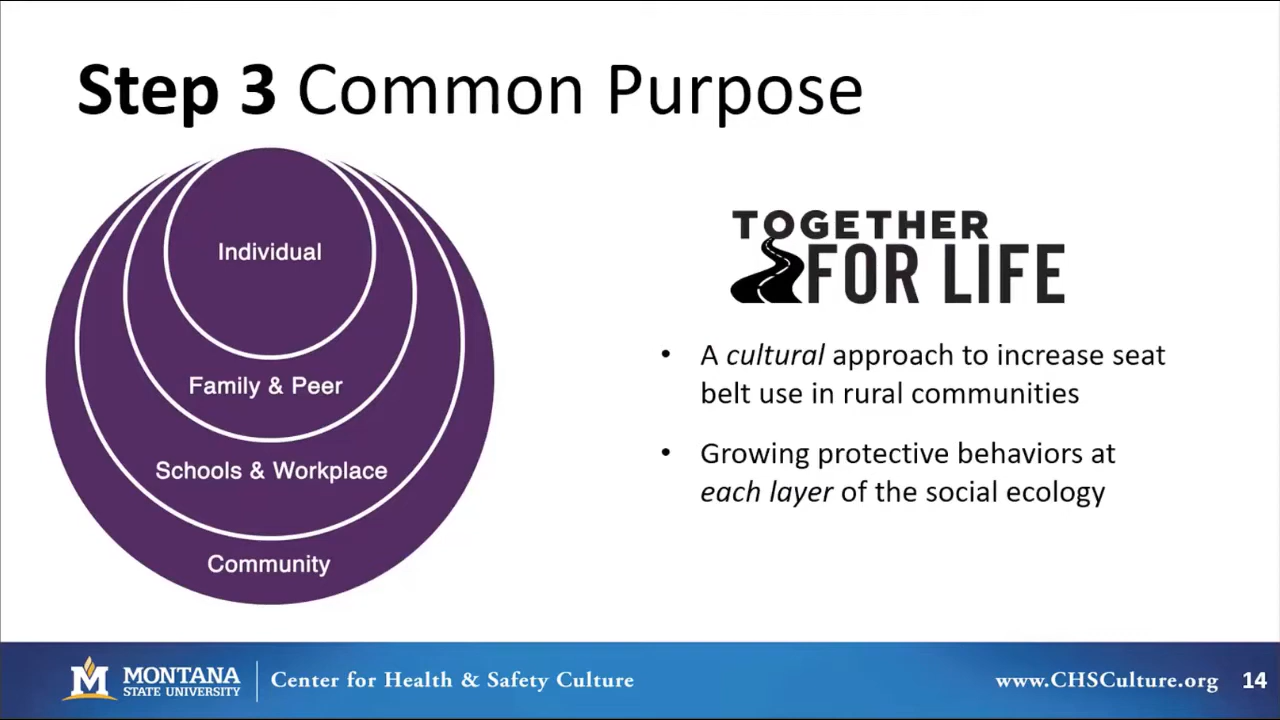 Step 3 Common Purpose
Individual
Family & Peer
Schools & Workplace
Community
TOGETHER
FOR LIFE
• A cultural approach to increase seat
belt use in rural communities
• Growing protective behaviors at
each layer of the social ecology
M MONTANA
STATE UNIVERSITY
Center for Health & Safety Culture
www.CHSCulture.org
14